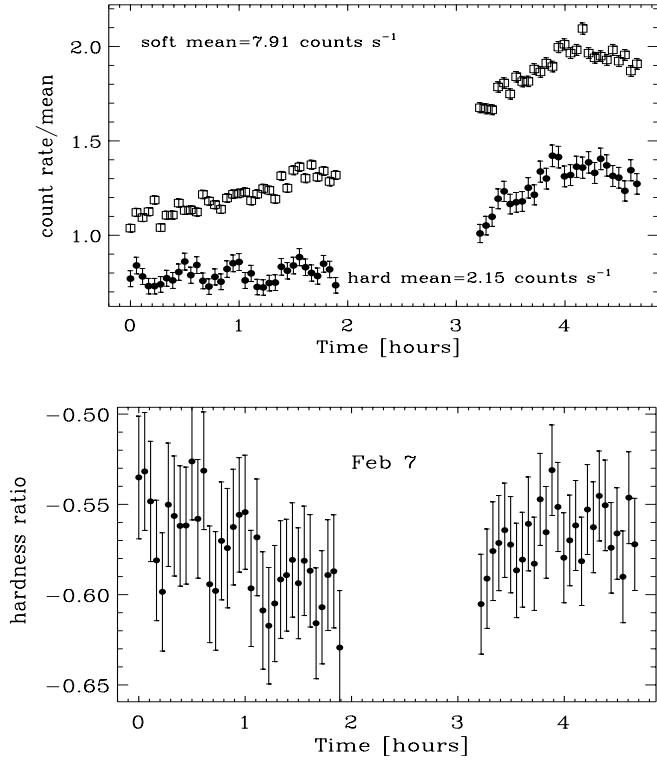 soft mean=7.91 counts s⁻¹
2.0
1.5
1.0
count rate/mean
hard mean=2.15 counts s⁻¹
0 1 2 3 4
Time [hours]
−0.50
−0.55
−0.60
−0.65
hardness ratio
Feb 7
0 1 2 3 4
Time [hours]